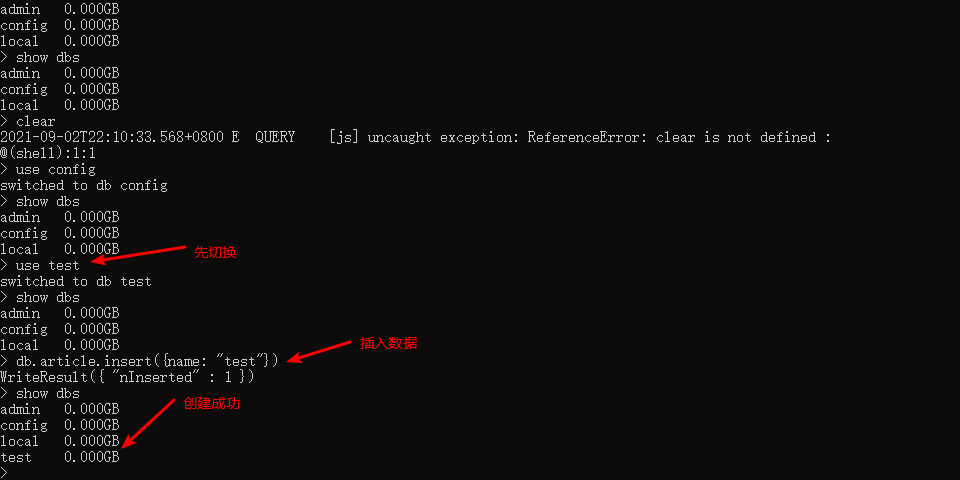 admin   0.000GB
config  0.000GB
local   0.000GB
> show dbs
admin   0.000GB
config  0.000GB
local   0.000GB
> clear
2021-09-02T22:10:33.568+0800 E  QUERY    [js] uncaught exception: ReferenceError: clear is not defined :
@(shell):1:1
> use config
switched to db config
> show dbs
admin   0.000GB
config  0.000GB
local   0.000GB
先切换
> use test
switched to db test
> show dbs
admin   0.000GB
config  0.000GB
local   0.000GB
插入数据
> db.article.insert({name: "test"})
WriteResult({ "nInserted" : 1 })
> show dbs
创建成功
admin   0.000GB
config  0.000GB
local   0.000GB
test    0.000GB
>